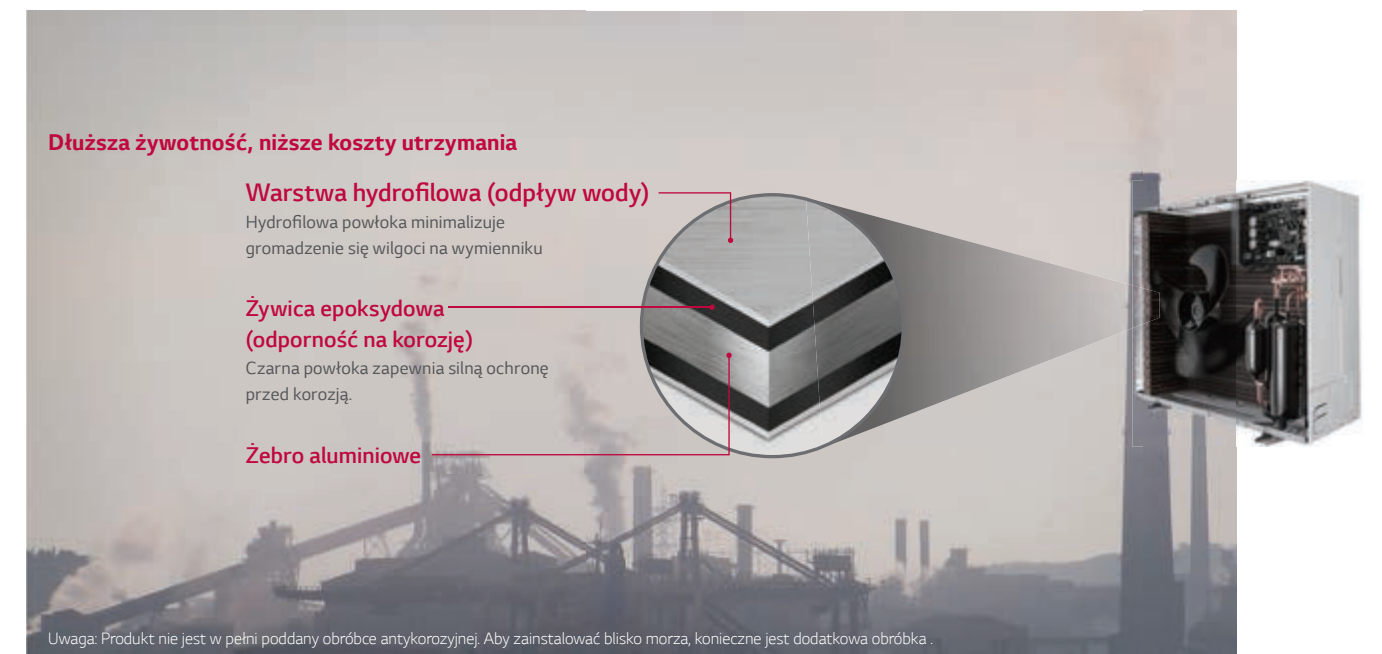 Dłuższa żywotność, niższe koszty utrzymania
Warstwa hydrofilowa (odpływ wody)
Hydrofilowa powłoka minimalizuje
gromadzenie się wilgoci na wymienniku
Żywica epoksydowa
(odporność na korozję)
Czarna powłoka zapewnia silną ochronę
przed korozją.
Żebro aluminiowe
Uwaga: Produkt nie jest w pełni poddany obróbce antykorozyjnej. Aby zainstalować blisko morza, konieczne jest dodatkowa obróbka .